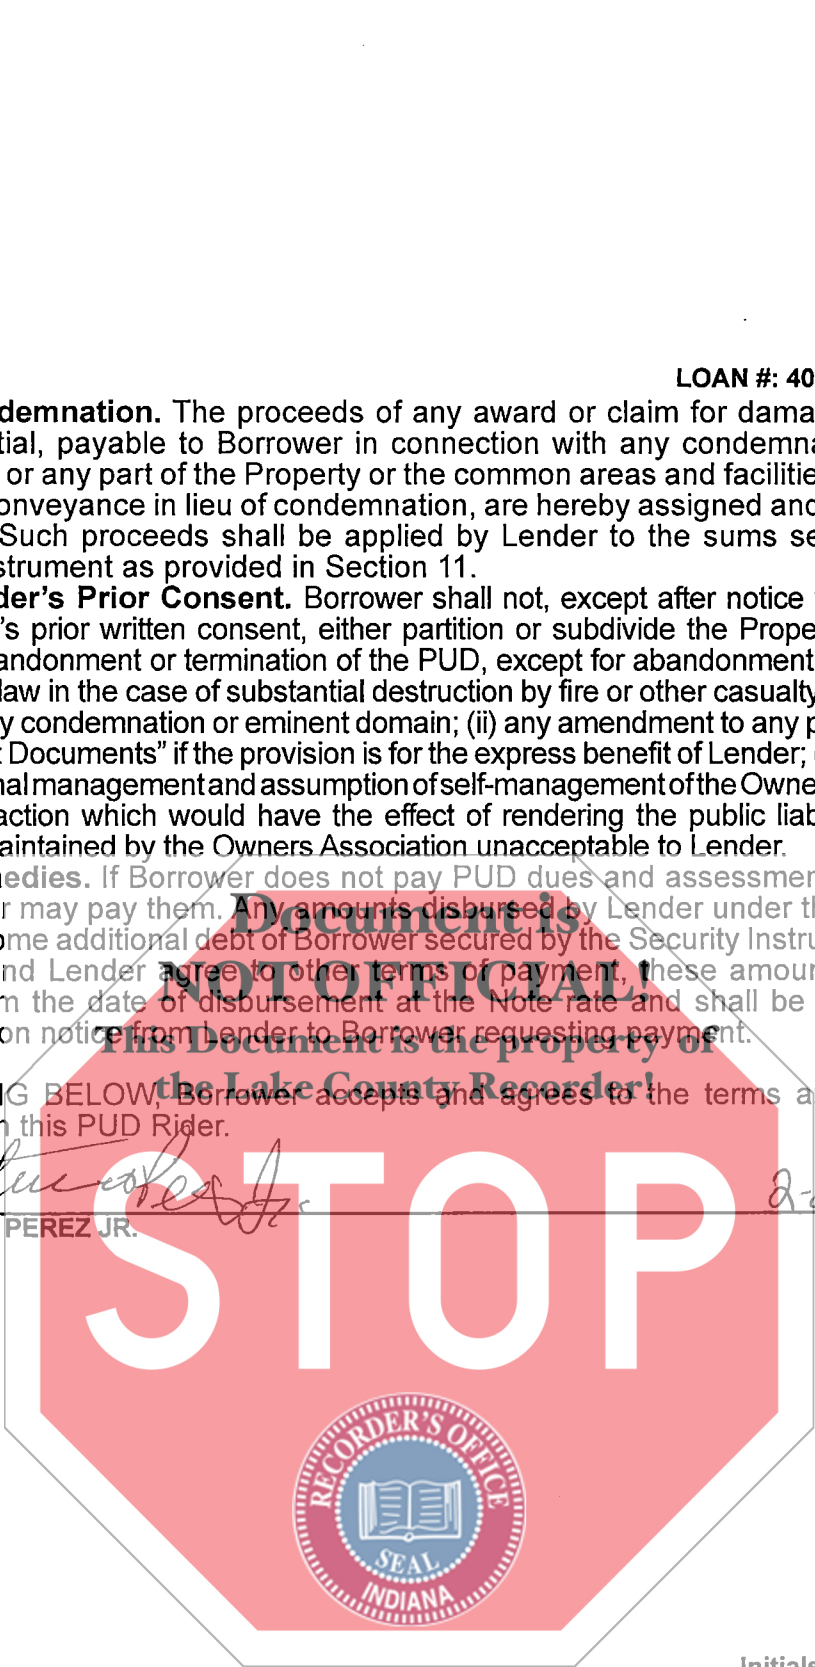 LOAN #: 40
demnation. The proceeds of any award or claim for dama
tial, payable to Borrower in connection with any condemna
or any part of the Property or the common areas and facilitie
onveyance in lieu of condemnation, are hereby assigned and
Such proceeds shall be applied by Lender to the sums se
strument as provided in Section 11.
der's Prior Consent. Borrower shall not, except after notice
's prior written consent, either partition or subdivide the Prope
andonment or termination of the PUD, except for abandonment
law in the case of substantial destruction by fire or other casualty
y condemnation or eminent domain; (ii) any amendment to any p
t Documents" if the provision is for the express benefit of Lender;
nal management and assumption of self-management of the Owne
action which would have the effect of rendering the public liab
aintained by the Owners Association unacceptable to Lender.
edies. If Borrower does not pay PUD dues and assessmen
r may pay them. Any amounts disbursed by Lender under th
ome additional debt of Borrower secured by the Security Instru
nd Lender agree to other terms of payment, these amour
m the date of disbursement at the Note rate and shall be
on notice from Lender to Borrower requesting payment.
Document is
NOT OFFICIAL!
This Document is the property of
the Lake County Recorder!
G BELOW, Borrower accepts and agrees to the terms a
n this PUD Rider.
2-
PEREZ JR.
STOP
RECORDER'S OFFICE
SEAL
INDIANA
Initials